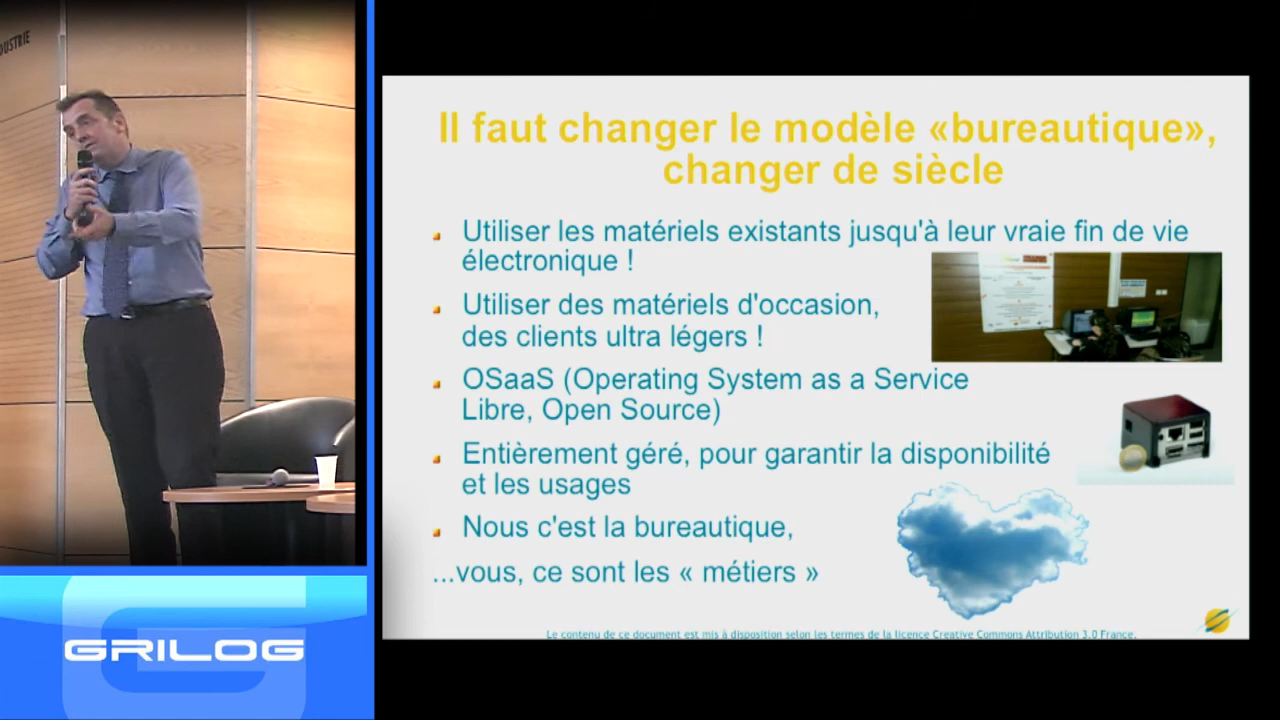 Il faut changer le modèle «bureautique»,
changer de siècle
Utiliser les matériels existants jusqu'à leur vraie fin de vie
électronique !
Utiliser des matériels d'occasion,
des clients ultra légers !
OSaaS (Operating System as a Service
Libre, Open Source)
Entièrement géré, pour garantir la disponibilité
et les usages
Nous c'est la bureautique,
...vous, ce sont les « métiers »
Le contenu de ce document est mis à disposition selon les termes de la licence Creative Commons Attribution 3.0 France.
GRILOG